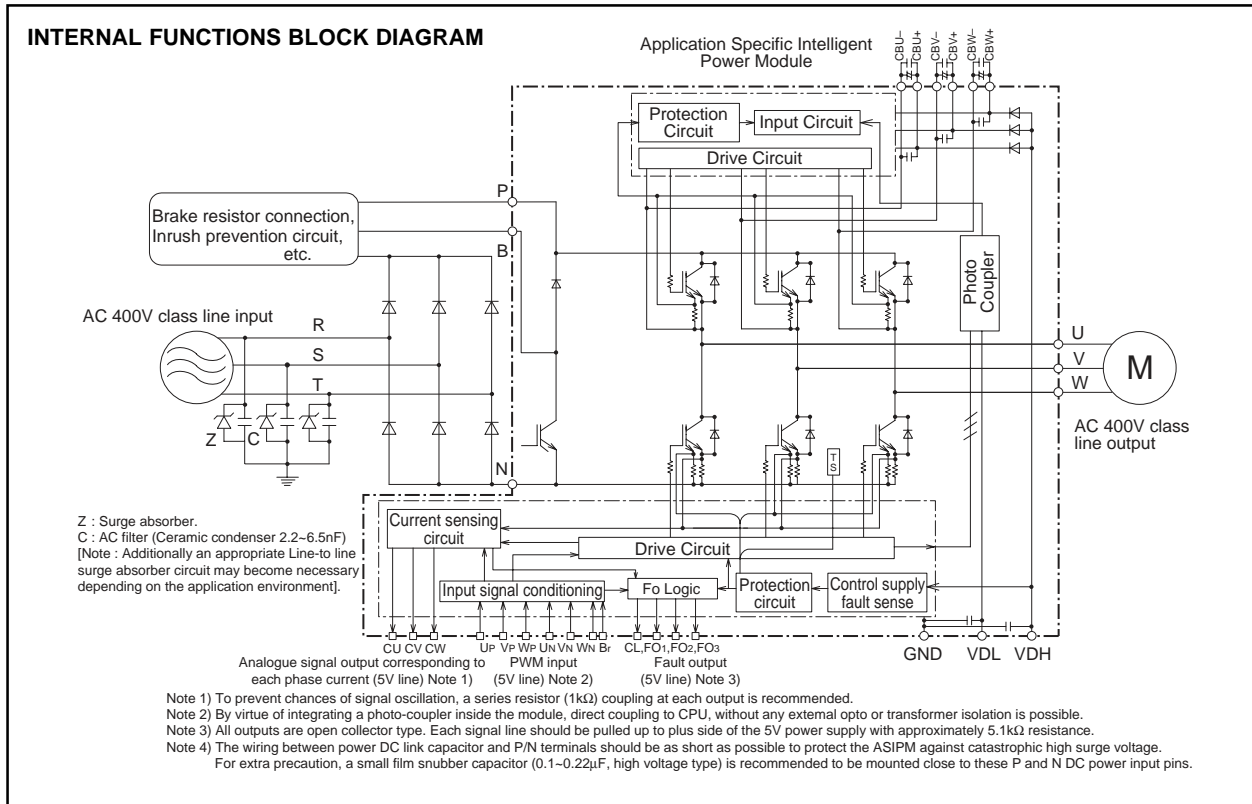 INTERNAL FUNCTIONS BLOCK DIAGRAM
Application Specific Intelligent
Power Module
CBU–
CBU+
CBV–
CBV+
CBW–
CBW+
Protection
Circuit
Input Circuit
Drive Circuit
P
Brake resistor connection,
Inrush prevention circuit,
etc.
B
Photo
Coupler
AC 400V class line input
R
S
T
U
V
W
M
AC 400V class
line output
Z
C
N
TS
Z : Surge absorber.
C : AC filter (Ceramic condenser 2.2~6.5nF)
[Note : Additionally an appropriate Line-to line
surge absorber circuit may become necessary
depending on the application environment].
Current sensing
circuit
Drive Circuit
Input signal conditioning
Fo Logic
Protection
circuit
Control supply
fault sense
CU CV CW
UP VP WP UN VN WN Br
CL,FO1,FO2,FO3
GND
VDL
VDH
Analogue signal output corresponding to
each phase current (5V line) Note 1)
PWM input
(5V line) Note 2)
Fault output
(5V line) Note 3)
Note 1) To prevent chances of signal oscillation, a series resistor (1kΩ) coupling at each output is recommended.
Note 2) By virtue of integrating a photo-coupler inside the module, direct coupling to CPU, without any external opto or transformer isolation is possible.
Note 3) All outputs are open collector type. Each signal line should be pulled up to plus side of the 5V power supply with approximately 5.1kΩ resistance.
Note 4) The wiring between power DC link capacitor and P/N terminals should be as short as possible to protect the ASIPM against catastrophic high surge voltage.
For extra precaution, a small film snubber capacitor (0.1~0.22μF, high voltage type) is recommended to be mounted close to these P and N DC power input pins.